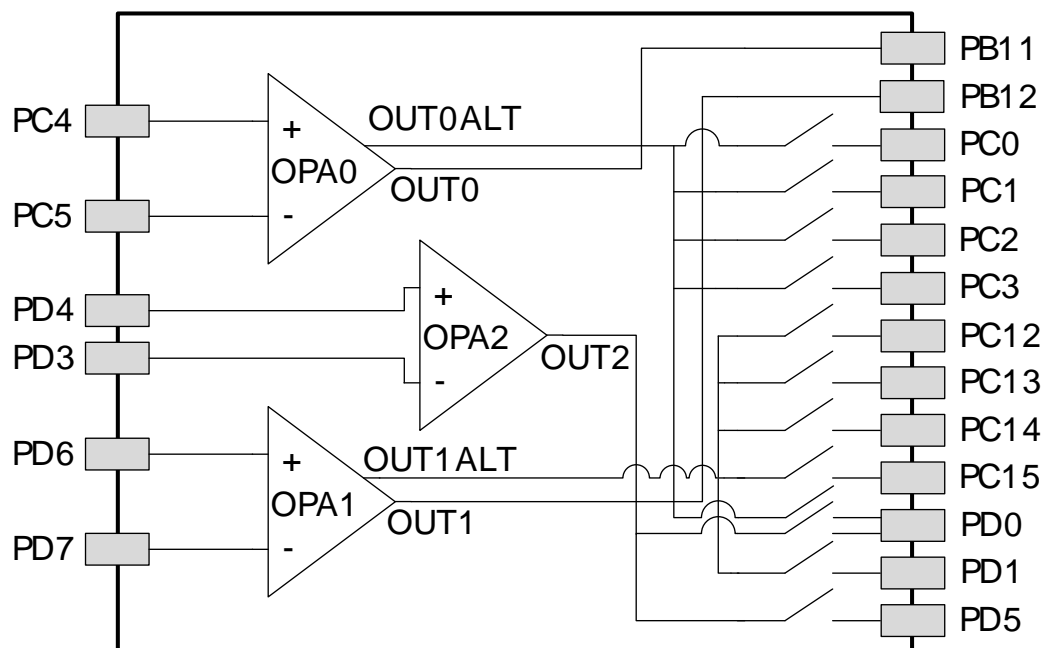 PB11
PB12
PC4
+
OUT0ALT
PC0
OPA0
OUT0
PC1
PC5
-
PC2
PC3
PD4
+
PC12
OPA2
PD3
OUT2
-
PC13
PC14
PD6
+
OUT1ALT
PC15
OPA1
OUT1
PD0
PD7
-
PD1
PD5